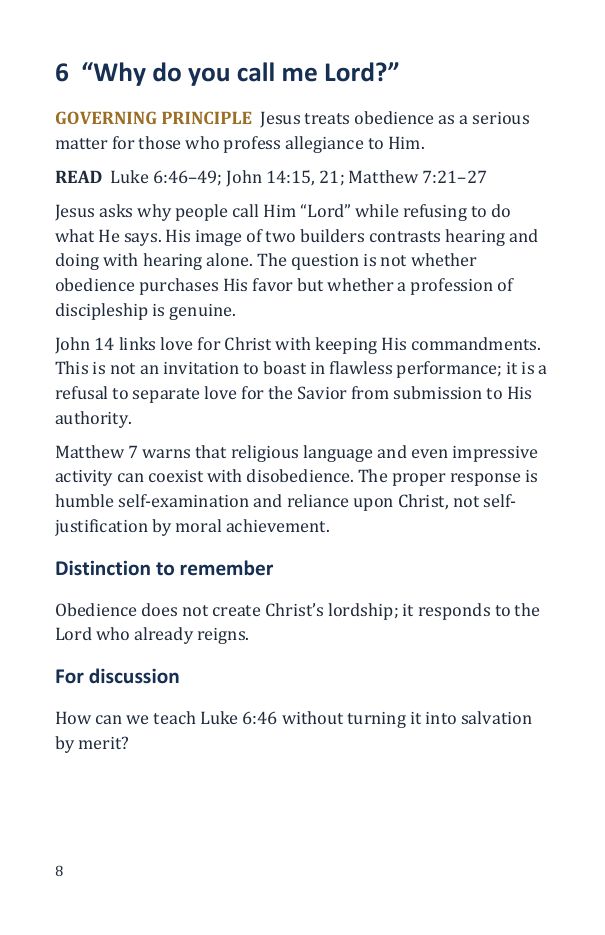 6 “Why do you call me Lord?”
GOVERNING PRINCIPLE Jesus treats obedience as a serious
matter for those who profess allegiance to Him.
READ Luke 6:46–49; John 14:15, 21; Matthew 7:21–27
Jesus asks why people call Him “Lord” while refusing to do
what He says. His image of two builders contrasts hearing and
doing with hearing alone. The question is not whether
obedience purchases His favor but whether a profession of
discipleship is genuine.
John 14 links love for Christ with keeping His commandments.
This is not an invitation to boast in flawless performance; it is a
refusal to separate love for the Savior from submission to His
authority.
Matthew 7 warns that religious language and even impressive
activity can coexist with disobedience. The proper response is
humble self-examination and reliance upon Christ, not self-
justification by moral achievement.
Distinction to remember
Obedience does not create Christ’s lordship; it responds to the
Lord who already reigns.
For discussion
How can we teach Luke 6:46 without turning it into salvation
by merit?
8